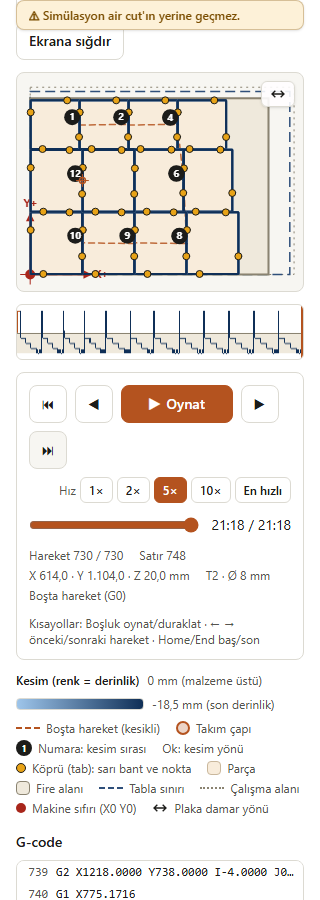 ⚠ Simülasyon air cut'ın yerine geçmez.
Ekrana sığdır
1 2 4
12 6
Y+
10 9 8
Oynat
Hız 1× 2× 5× 10× En hızlı
21:18 / 21:18
Hareket 730 / 730 Satır 748
X 614,0 · Y 1.104,0 · Z 20,0 mm T2 · Ø 8 mm
Boşta hareket (G0)
Kısayollar: Boşluk oynat/duraklat · ← →
önceki/sonraki hareket · Home/End baş/son
Kesim (renk = derinlik) 0 mm (malzeme üstü)
-18,5 mm (son derinlik)
Boşta hareket (kesikli) Takım çapı
1 Numara: kesim sırası Ok: kesim yönü
Köprü (tab): sarı bant ve nokta Parça
Fire alanı Tabla sınırı Çalışma alanı
Makine sıfırı (X0 Y0) ↔ Plaka damar yönü
G-code
739 G2 X1218.0000 Y738.0000 I-4.0000 J0…
740 G1 X775.1716